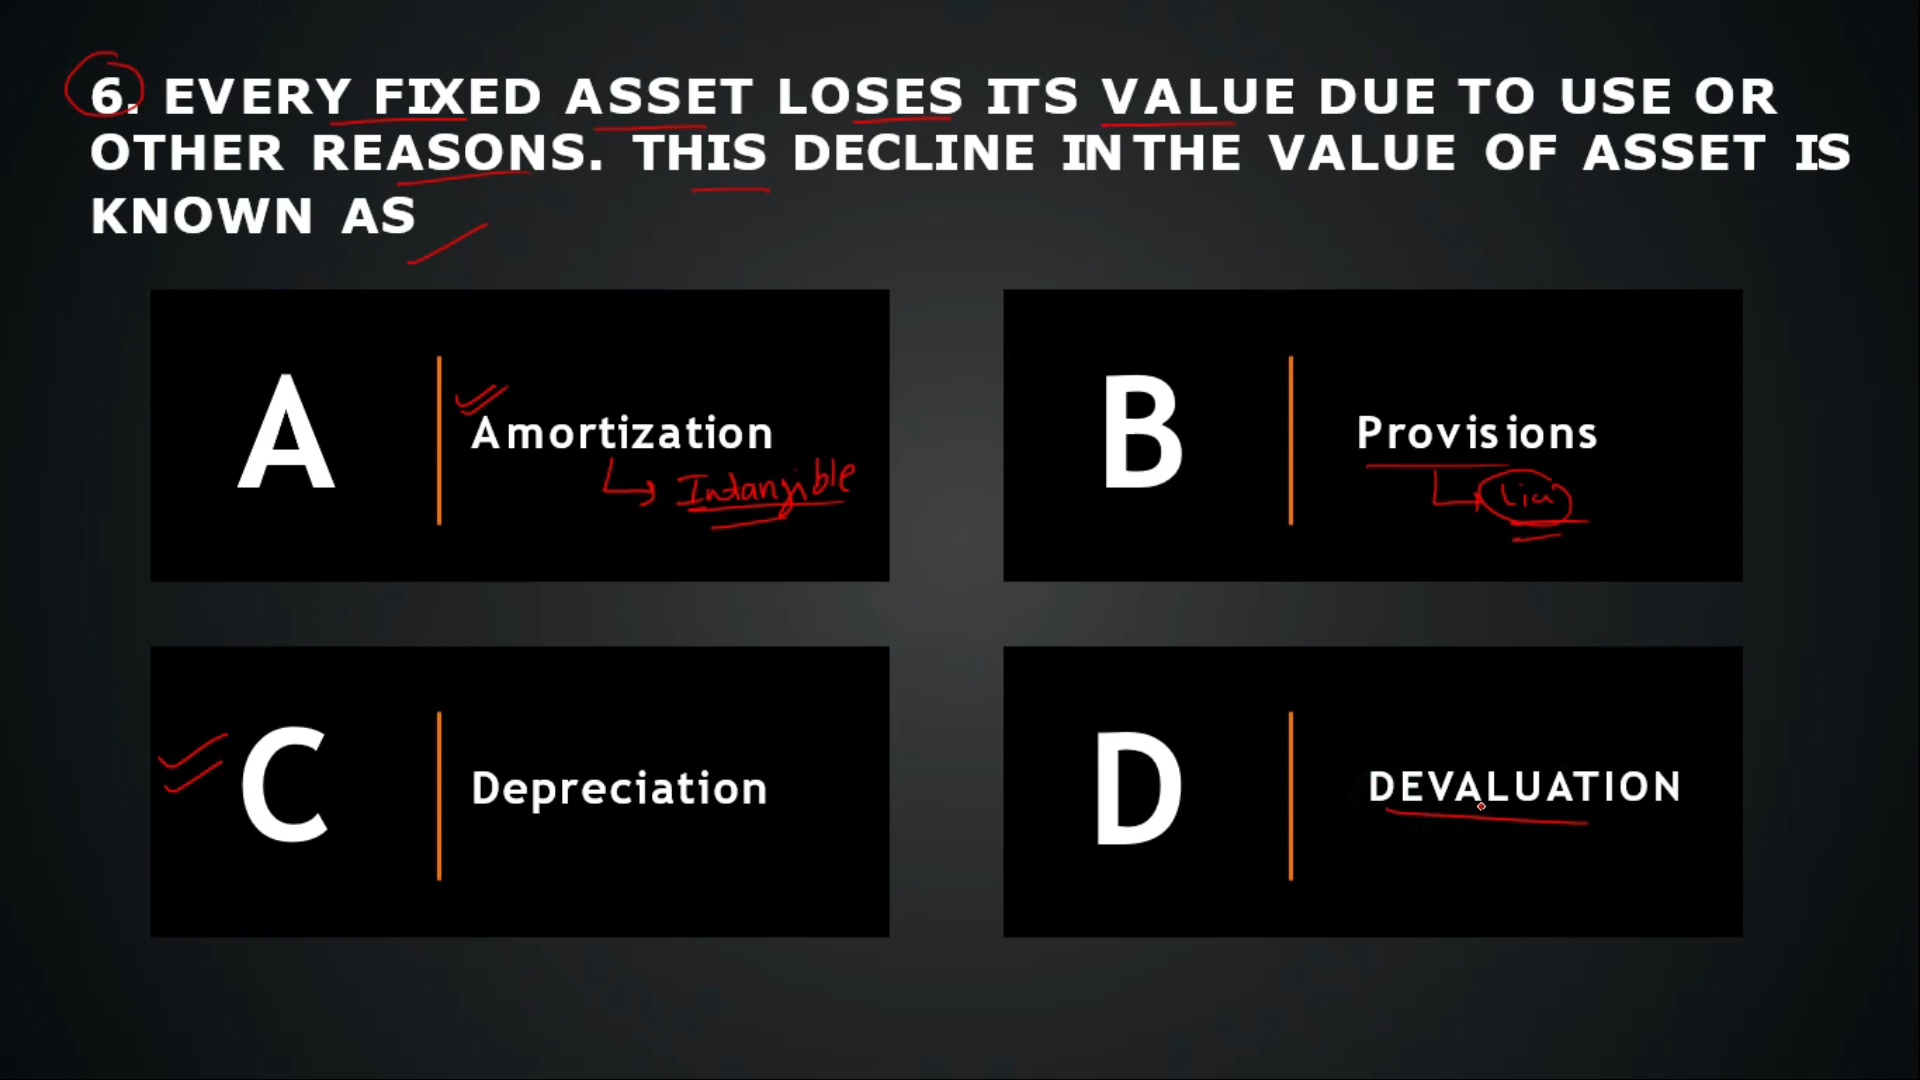 6. EVERY FIXED ASSET LOSES ITS VALUE DUE TO USE OR
OTHER REASONS. THIS DECLINE IN THE VALUE OF ASSET IS
KNOWN AS
A
Amortization
Intangible
B
Provisions
Lia
C
Depreciation
D
DEVALUATION